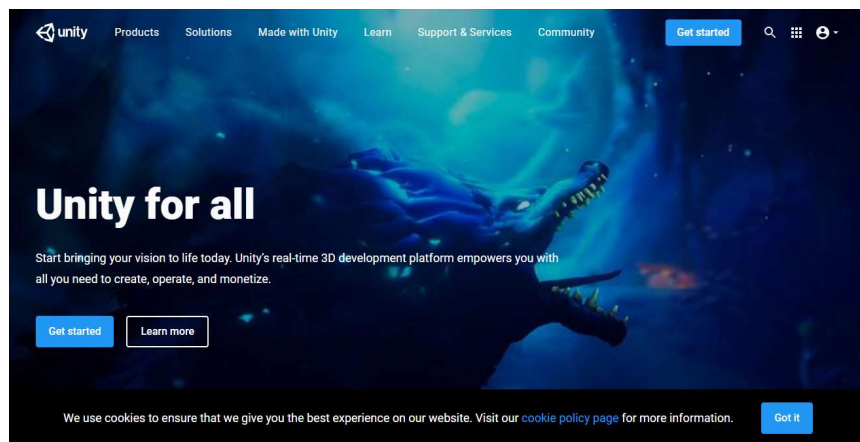 unity Products Solutions Made with Unity Learn Support & Services Community Get started
Unity for all
Start bringing your vision to life today. Unity's real-time 3D development platform empowers you with
all you need to create, operate, and monetize.
Get started Learn more
We use cookies to ensure that we give you the best experience on our website. Visit our cookie policy page for more information. Got it